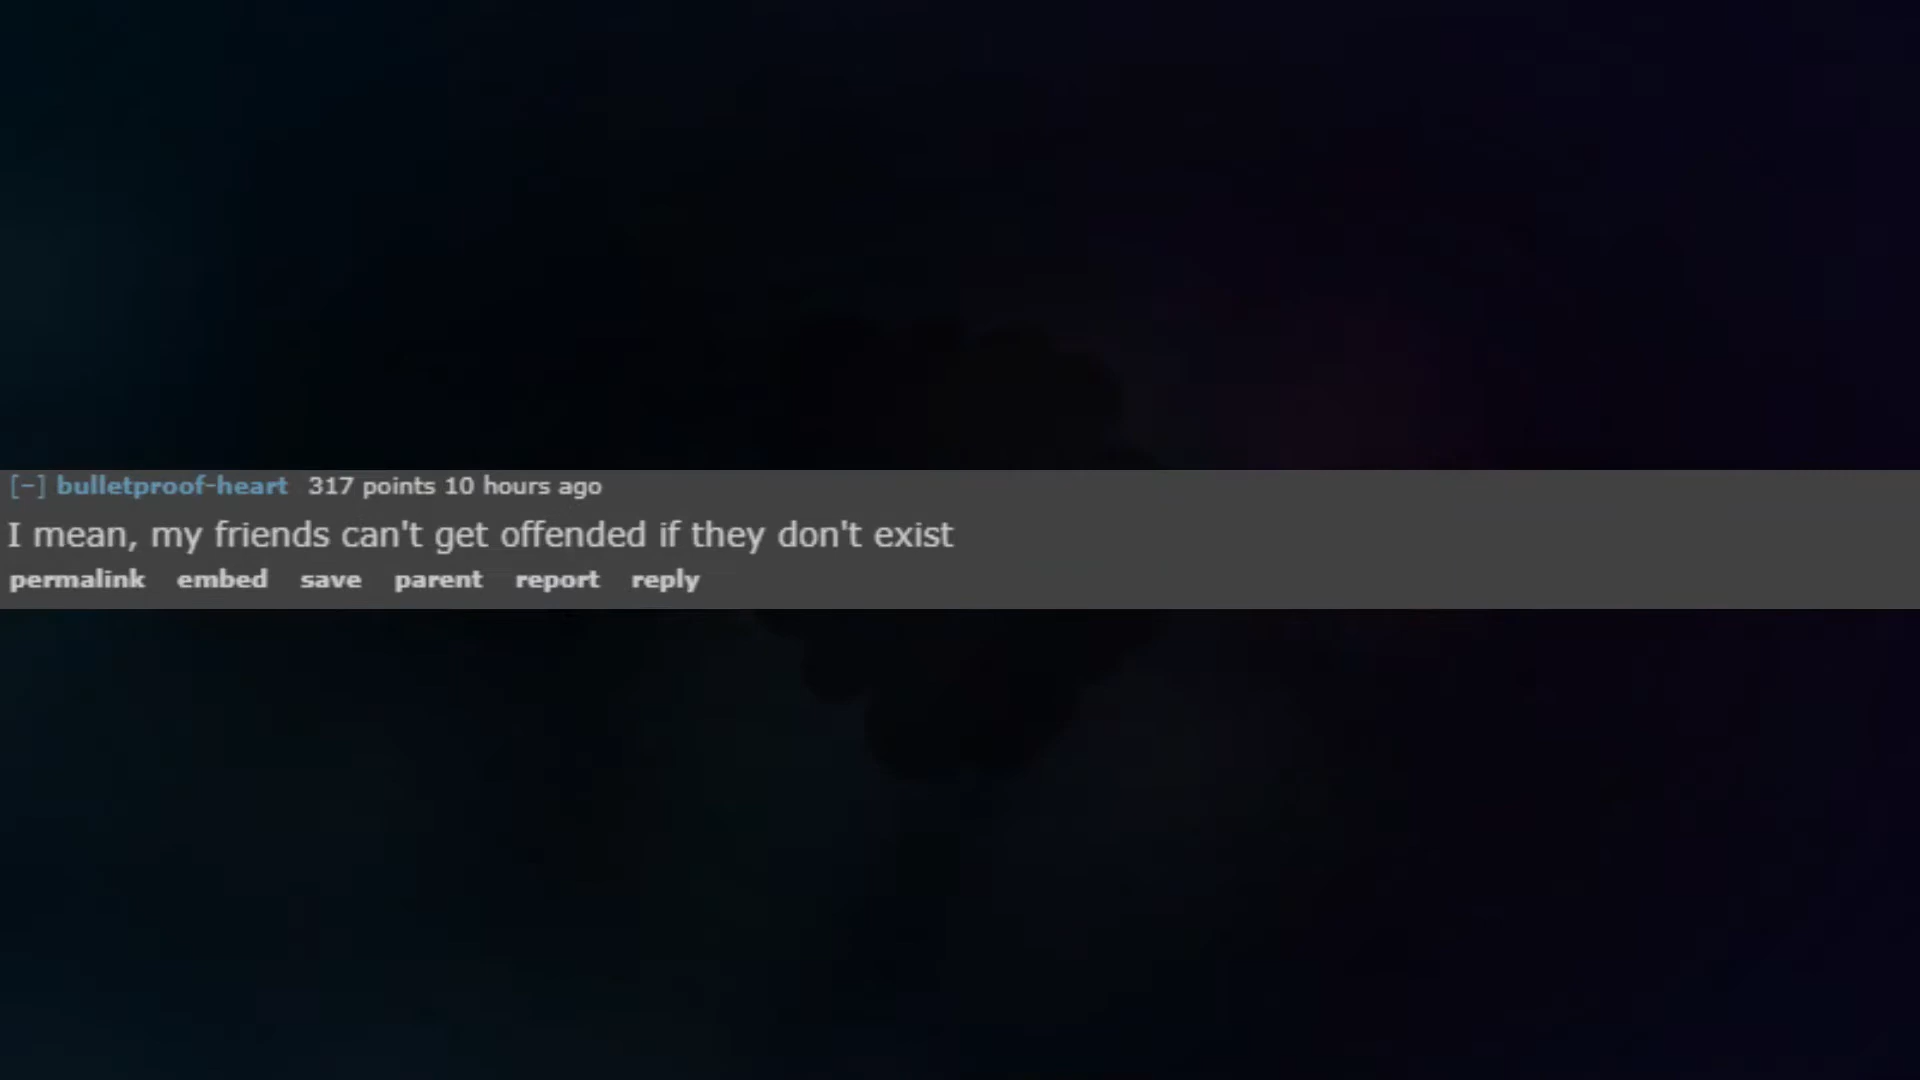 [−] bulletproof-heart 317 points 10 hours ago
I mean, my friends can't get offended if they don't exist
permalink embed save parent report reply